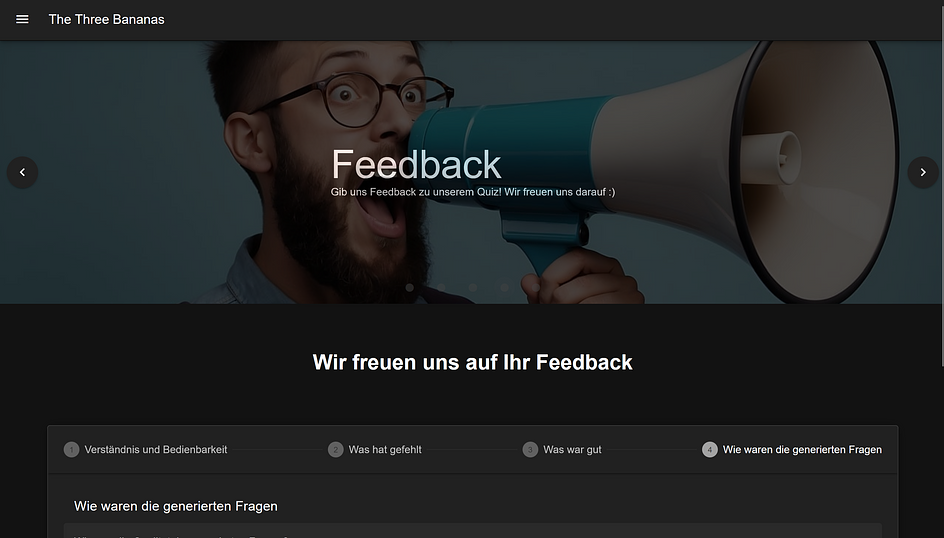 The Three Bananas
Feedback
Gib uns Feedback zu unserem Quiz! Wir freuen uns darauf :)
Wir freuen uns auf Ihr Feedback
1 Verständnis und Bedienbarkeit
2 Was hat gefehlt
3 Was war gut
4 Wie waren die generierten Fragen
Wie waren die generierten Fragen